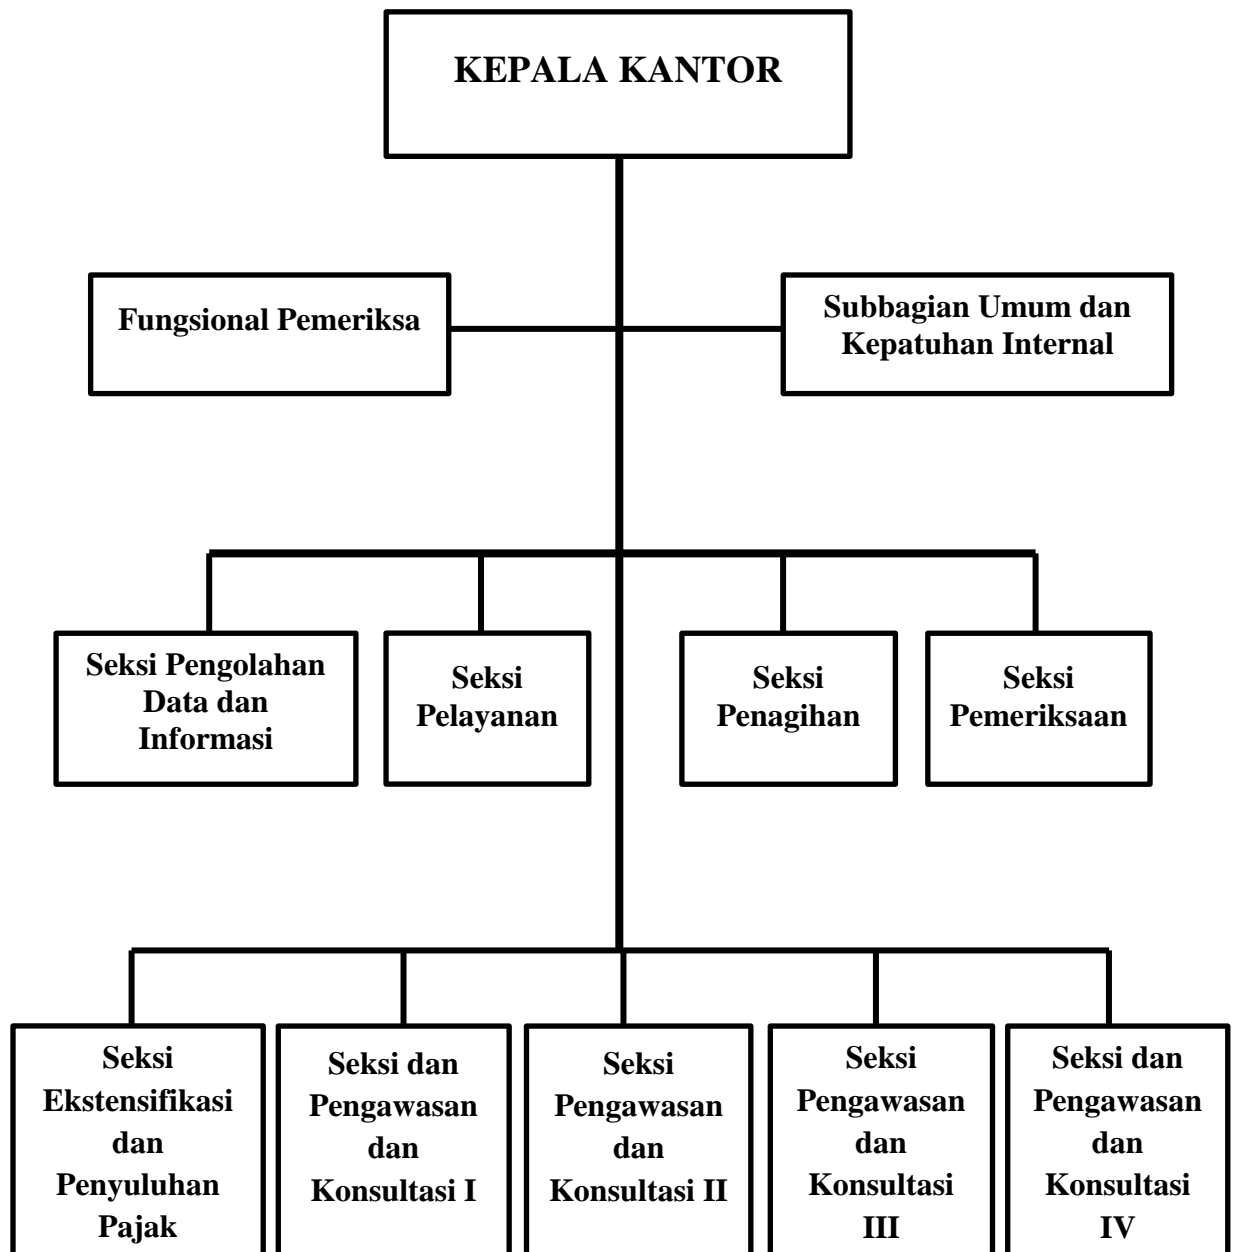 KEPALA KANTOR
Fungsional Pemeriksa
Subbagian Umum dan
Kepatuhan Internal
Seksi Pengolahan
Data dan
Informasi
Seksi
Pelayanan
Seksi
Penagihan
Seksi
Pemeriksaan
Seksi
Ekstensifikasi
dan
Penyuluhan
Pajak
Seksi dan
Pengawasan
dan
Konsultasi I
Seksi
Pengawasan
dan
Konsultasi II
Seksi
Pengawasan
dan
Konsultasi
III
Seksi dan
Pengawasan
dan
Konsultasi
IV